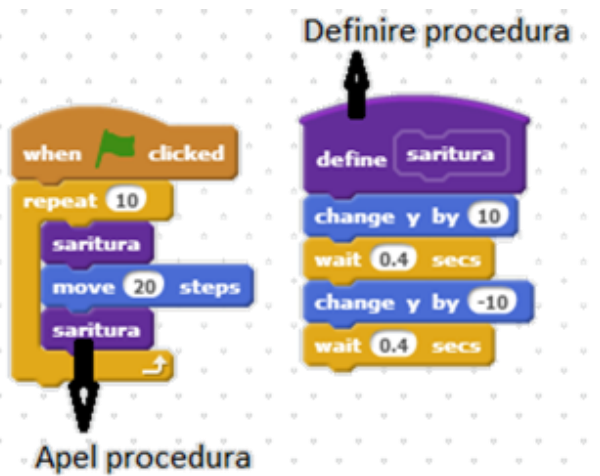 Definire procedura
when clicked
repeat 10
saritura
move 20 steps
saritura
Apel procedura
define saritura
change y by 10
wait 0.4 secs
change y by -10
wait 0.4 secs